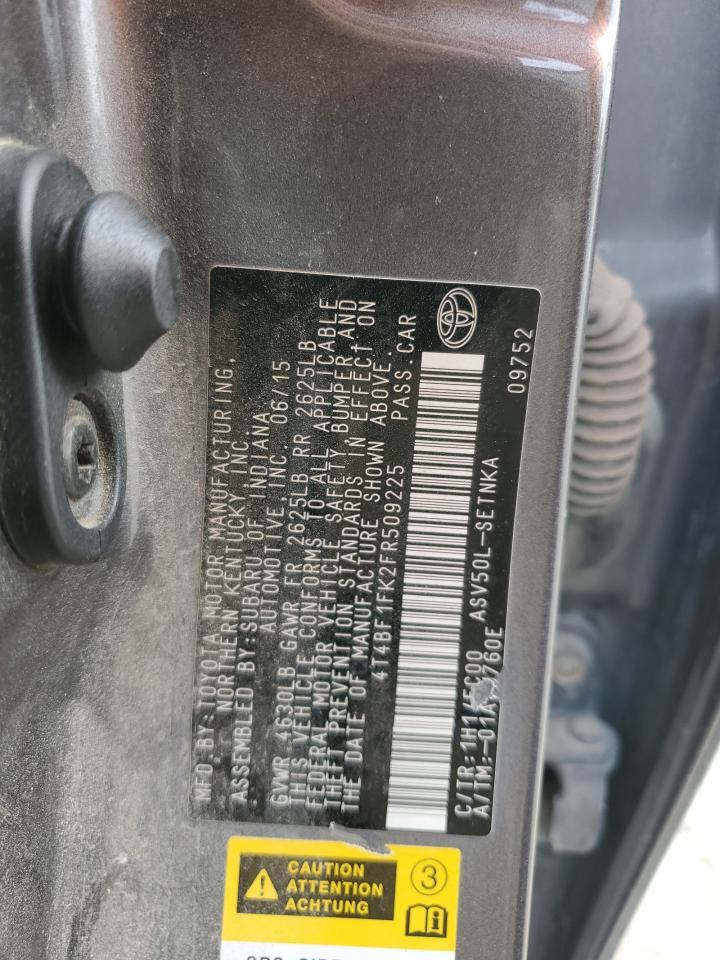 MFD. BY:TOYOTA MOTOR MANUFACTURING,
NORTHERN KENTUCKY INC.
ASSEMBLED BY:SUBARU OF INDIANA
AUTOMOTIVE INC. 06/15
GVWR 4630LB GAWR FR 2625LB RR 2625LB
THIS VEHICLE CONFORMS TO ALL APPLICABLE
FEDERAL MOTOR VEHICLE SAFETY, BUMPER AND
THEFT PREVENTION STANDARDS IN EFFECT ON
THE DATE OF MANUFACTURE SHOWN ABOVE.
4T4BF1FK2FR509225 PASS.CAR
C/TR: ASV50L-SETNKA
A/TM: 09752
CAUTION
ATTENTION
ACHTUNG
3